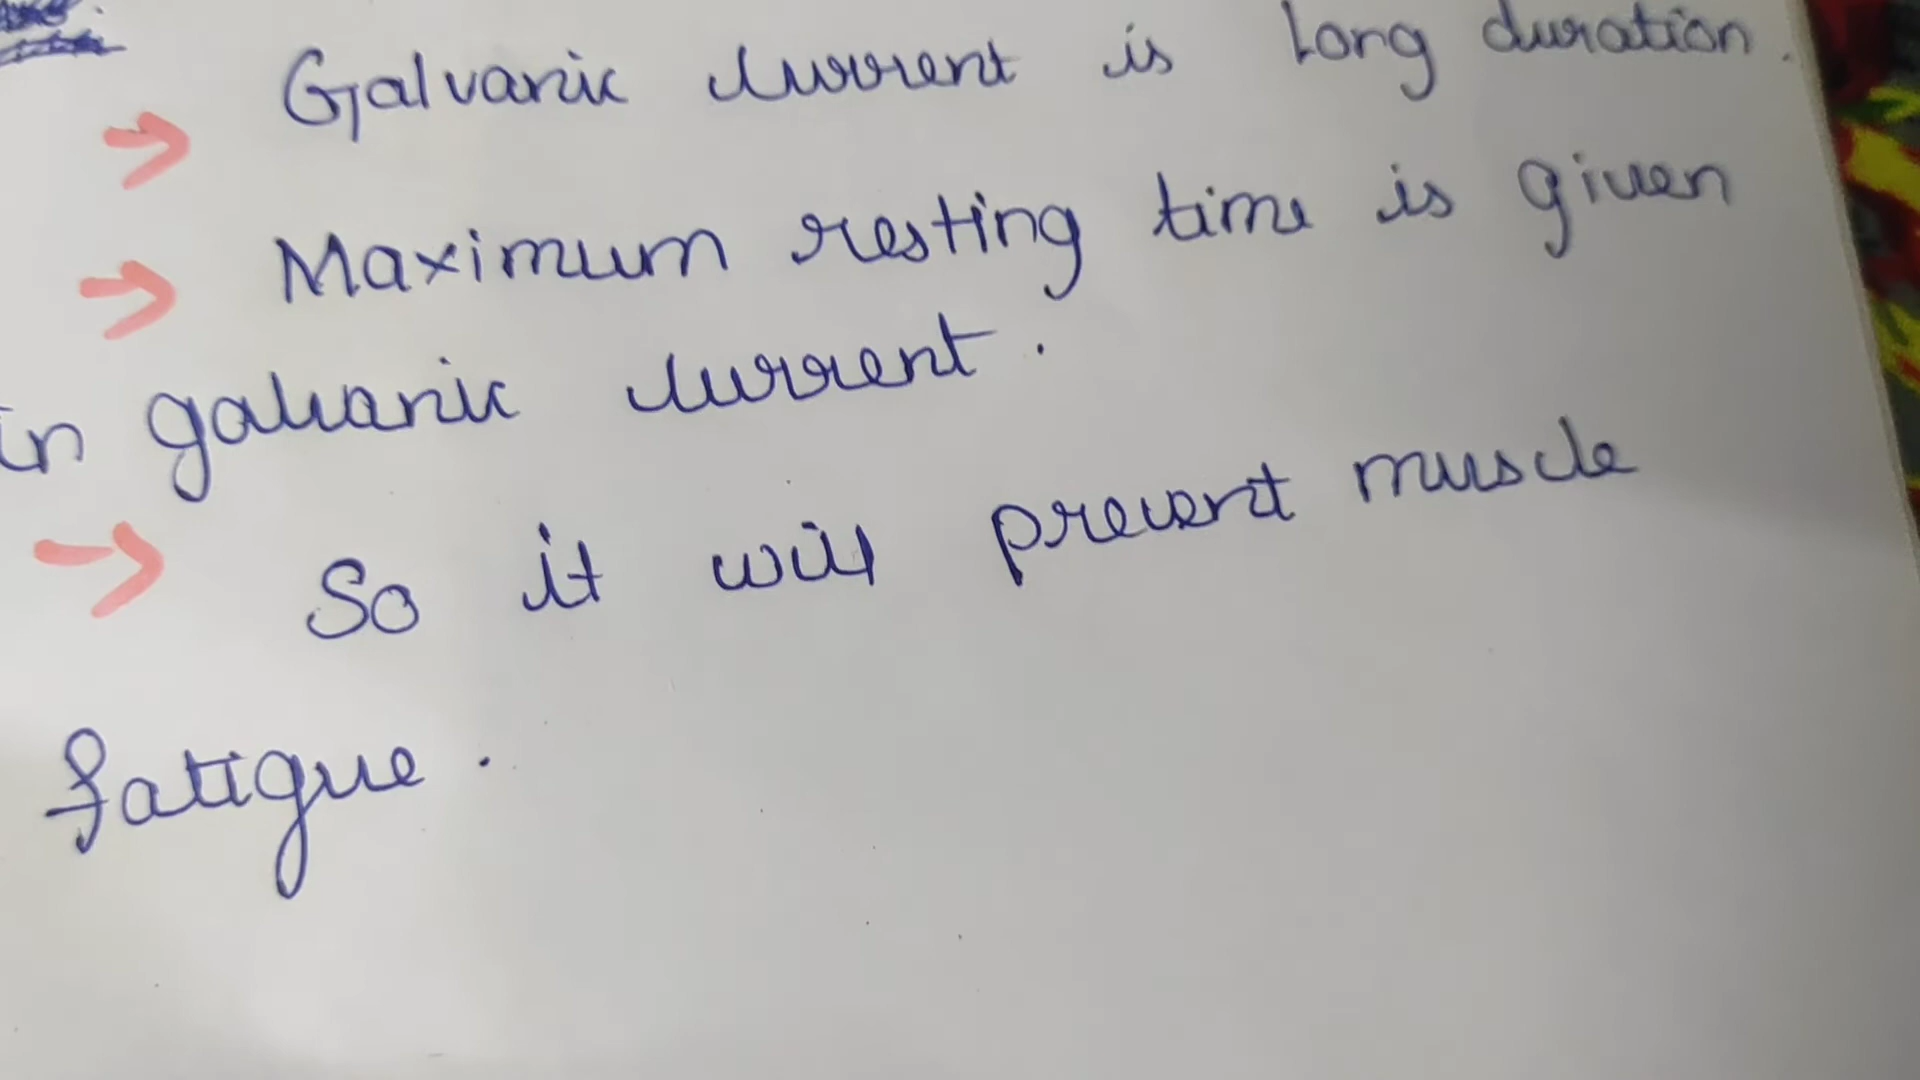 → Galvanic current is long duration.
→ Maximum resting time is given
in galvanic current.
→ So it will prevent muscle
fatigue.